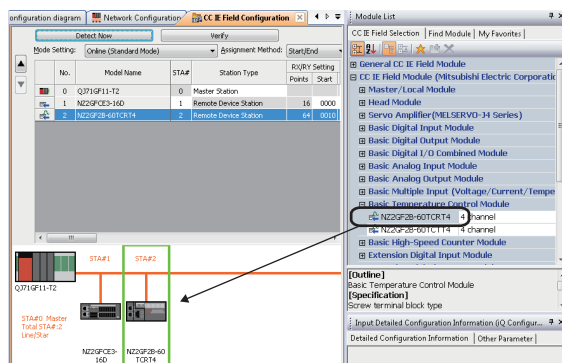 onfiguration diagram
Network Configuration
CC IE Field Configuration
Module List
Detect Now
Verify
Mode Setting:
Online (Standard Mode)
Assignment Method:
Start/End
No.
Model Name
STA#
Station Type
RX/RY Setting
Points
Start
0
QJ71GF11-T2
0
Master Station
1
NZ2GFCE3-16D
1
Remote Device Station
16
0000
2
NZ2GF2B-60TCRT4
2
Remote Device Station
64
0010
CC IE Field Selection
Find Module
My Favorites
General CC IE Field Module
CC IE Field Module (Mitsubishi Electric Corporatic
Master/Local Module
Head Module
Servo Amplifier(MELSERVO-J4 Series)
Basic Digital Input Module
Basic Digital Output Module
Basic Digital I/O Combined Module
Basic Analog Input Module
Basic Analog Output Module
Basic Multiple Input (Voltage/Current/Tempe
Basic Temperature Control Module
NZ2GF2B-60TCRT4
4 channel
NZ2GF2B-60TCTT4
4 channel
Basic High-Speed Counter Module
Extension Digital Input Module
STA#1
STA#2
QJ71GF11-T2
STA#0 Master
Total STA#:2
Line/Star
NZ2GFCE3-
16D
NZ2GF2B-60
TCRT4
[Outline]
Basic Temperature Control Module
[Specification]
Screw terminal block type
Input Detailed Configuration Information (iQ Configur...
Detailed Configuration Information
Other Parameter